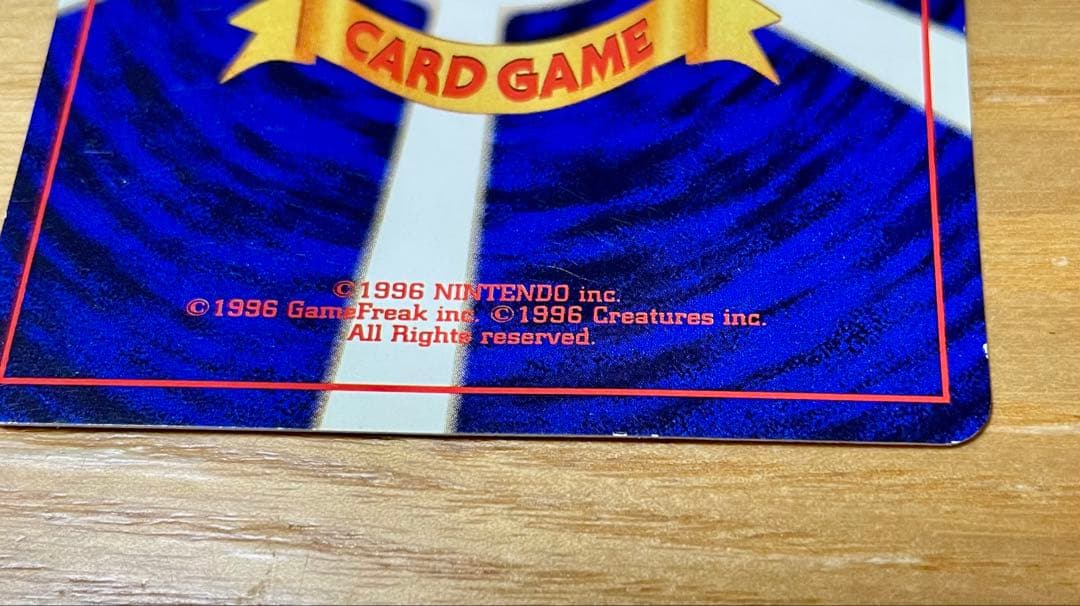 CARD GAME
©1996 NINTENDO inc.
©1996 GameFreak inc. ©1996 Creatures inc.
All Rights reserved.